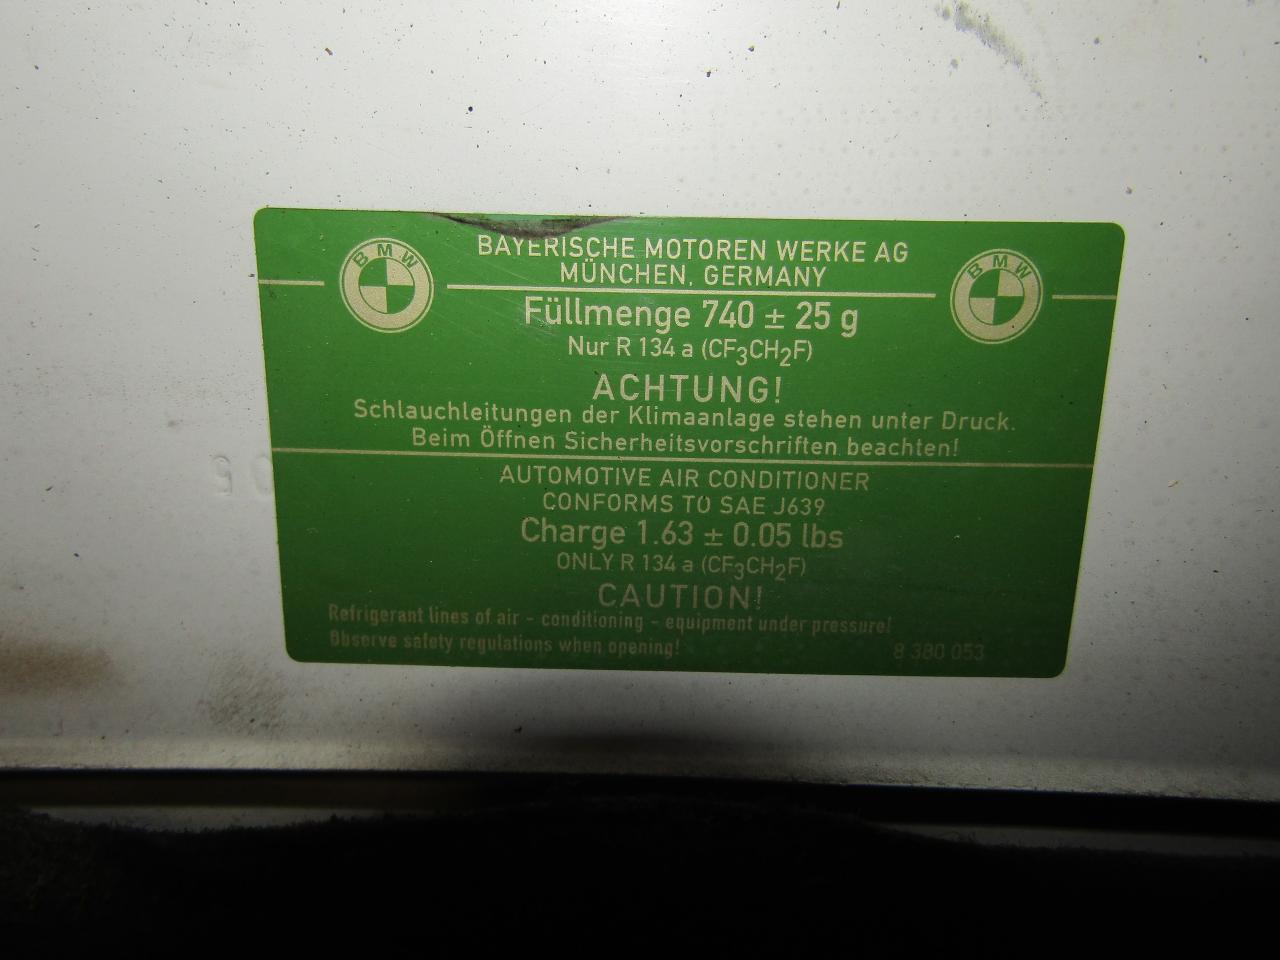 BAYERISCHE MOTOREN WERKE AG
MÜNCHEN, GERMANY
BMW
BMW
Füllmenge 740 ± 25 g
Nur R 134 a (CF₃CH₂F)
ACHTUNG!
Schlauchleitungen der Klimaanlage stehen unter Druck.
Beim Öffnen Sicherheitsvorschriften beachten!
AUTOMOTIVE AIR CONDITIONER
CONFORMS TO SAE J639
Charge 1.63 ± 0.05 lbs
ONLY R 134 a (CF₃CH₂F)
CAUTION!
Refrigerant lines of air - conditioning - equipment under pressure!
Observe safety regulations when opening!
8 380 053